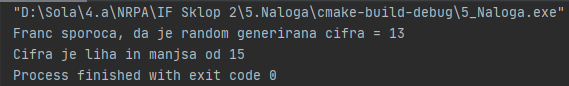 "D:\Sola\4.a\NRPA\IF Sklop 2\5.Naloga\cmake-build-debug\5_Naloga.exe"
Franc sporoca, da je random generirana cifra = 13
Cifra je liha in manjsa od 15
Process finished with exit code 0